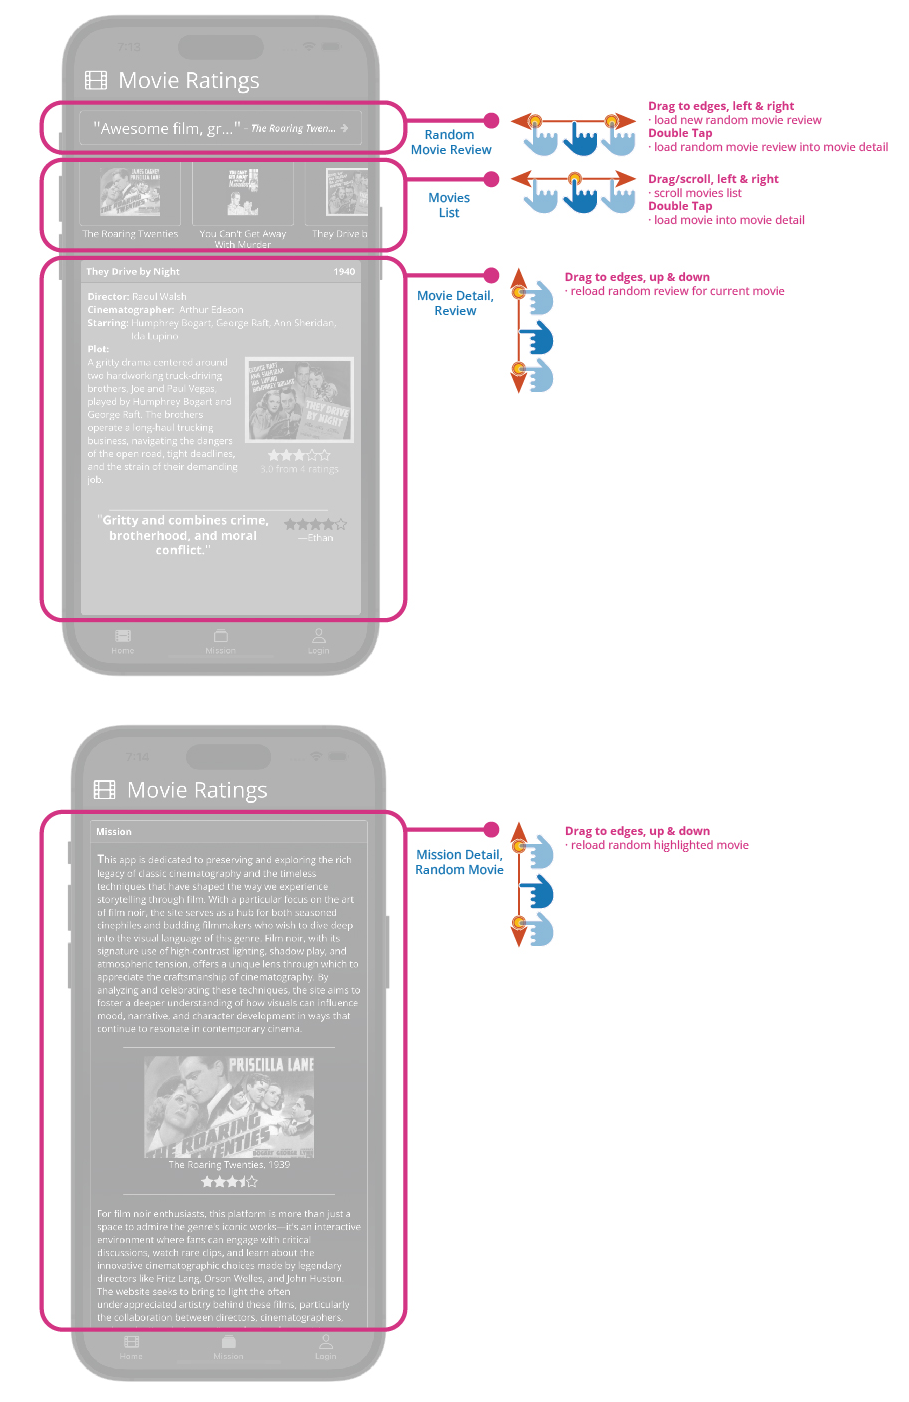 7:13
Movie Ratings
"Awesome film, gr..." - The Roaring Twen...
Random
Movie Review
Drag to edges, left & right
· load new random movie review
Double Tap
· load random movie review into movie detail
The Roaring Twenties
You Can't Get Away
With Murder
They Drive b
Movies
List
Drag/scroll, left & right
· scroll movies list
Double Tap
· load movie into movie detail
They Drive by Night 1940
Director: Raoul Walsh
Cinematographer: Arthur Edeson
Starring: Humphrey Bogart, George Raft, Ann Sheridan,
Ida Lupino
Plot:
A gritty drama centered around
two hardworking truck-driving
brothers, Joe and Paul Vegas,
played by Humphrey Bogart and
George Raft. The brothers
operate a long-haul trucking
business, navigating the dangers
of the open road, tight deadlines,
and the strain of their demanding
job.
GEORGE RAFT
ANN SHERIDAN
IDA LUPINO
HUMPHREY BOGART
THEY DRIVE
BY NIGHT
3.0 from 4 ratings
"Gritty and combines crime,
brotherhood, and moral
conflict."
—Ethan
Movie Detail,
Review
Drag to edges, up & down
· reload random review for current movie
Home
Mission
Login
7:14
Movie Ratings
Mission
This app is dedicated to preserving and exploring the rich
legacy of classic cinematography and the timeless
techniques that have shaped the way we experience
storytelling through film. With a particular focus on the art
of film noir, the site serves as a hub for both seasoned
cinephiles and budding filmmakers who wish to dive deep
into the visual language of this genre. Film noir, with its
signature use of high-contrast lighting, shadow play, and
atmospheric tension, offers a unique lens through which to
appreciate the craftsmanship of cinematography. By
analyzing and celebrating these techniques, the site aims to
foster a deeper understanding of how visuals can influence
mood, narrative, and character development in ways that
continue to resonate in contemporary cinema.
PRISCILLA LANE
THE ROARING
TWENTIES
The Roaring Twenties, 1939
For film noir enthusiasts, this platform is more than just a
space to admire the genre's iconic works—it's an interactive
environment where fans can engage with critical
discussions, watch rare clips, and learn about the
innovative cinematographic choices made by legendary
directors like Fritz Lang, Orson Welles, and John Huston.
The website seeks to bring to light the often
underappreciated artistry behind these films, particularly
the collaboration between directors, cinematographers,
Mission Detail,
Random Movie
Drag to edges, up & down
· reload random highlighted movie
Home
Mission
Login